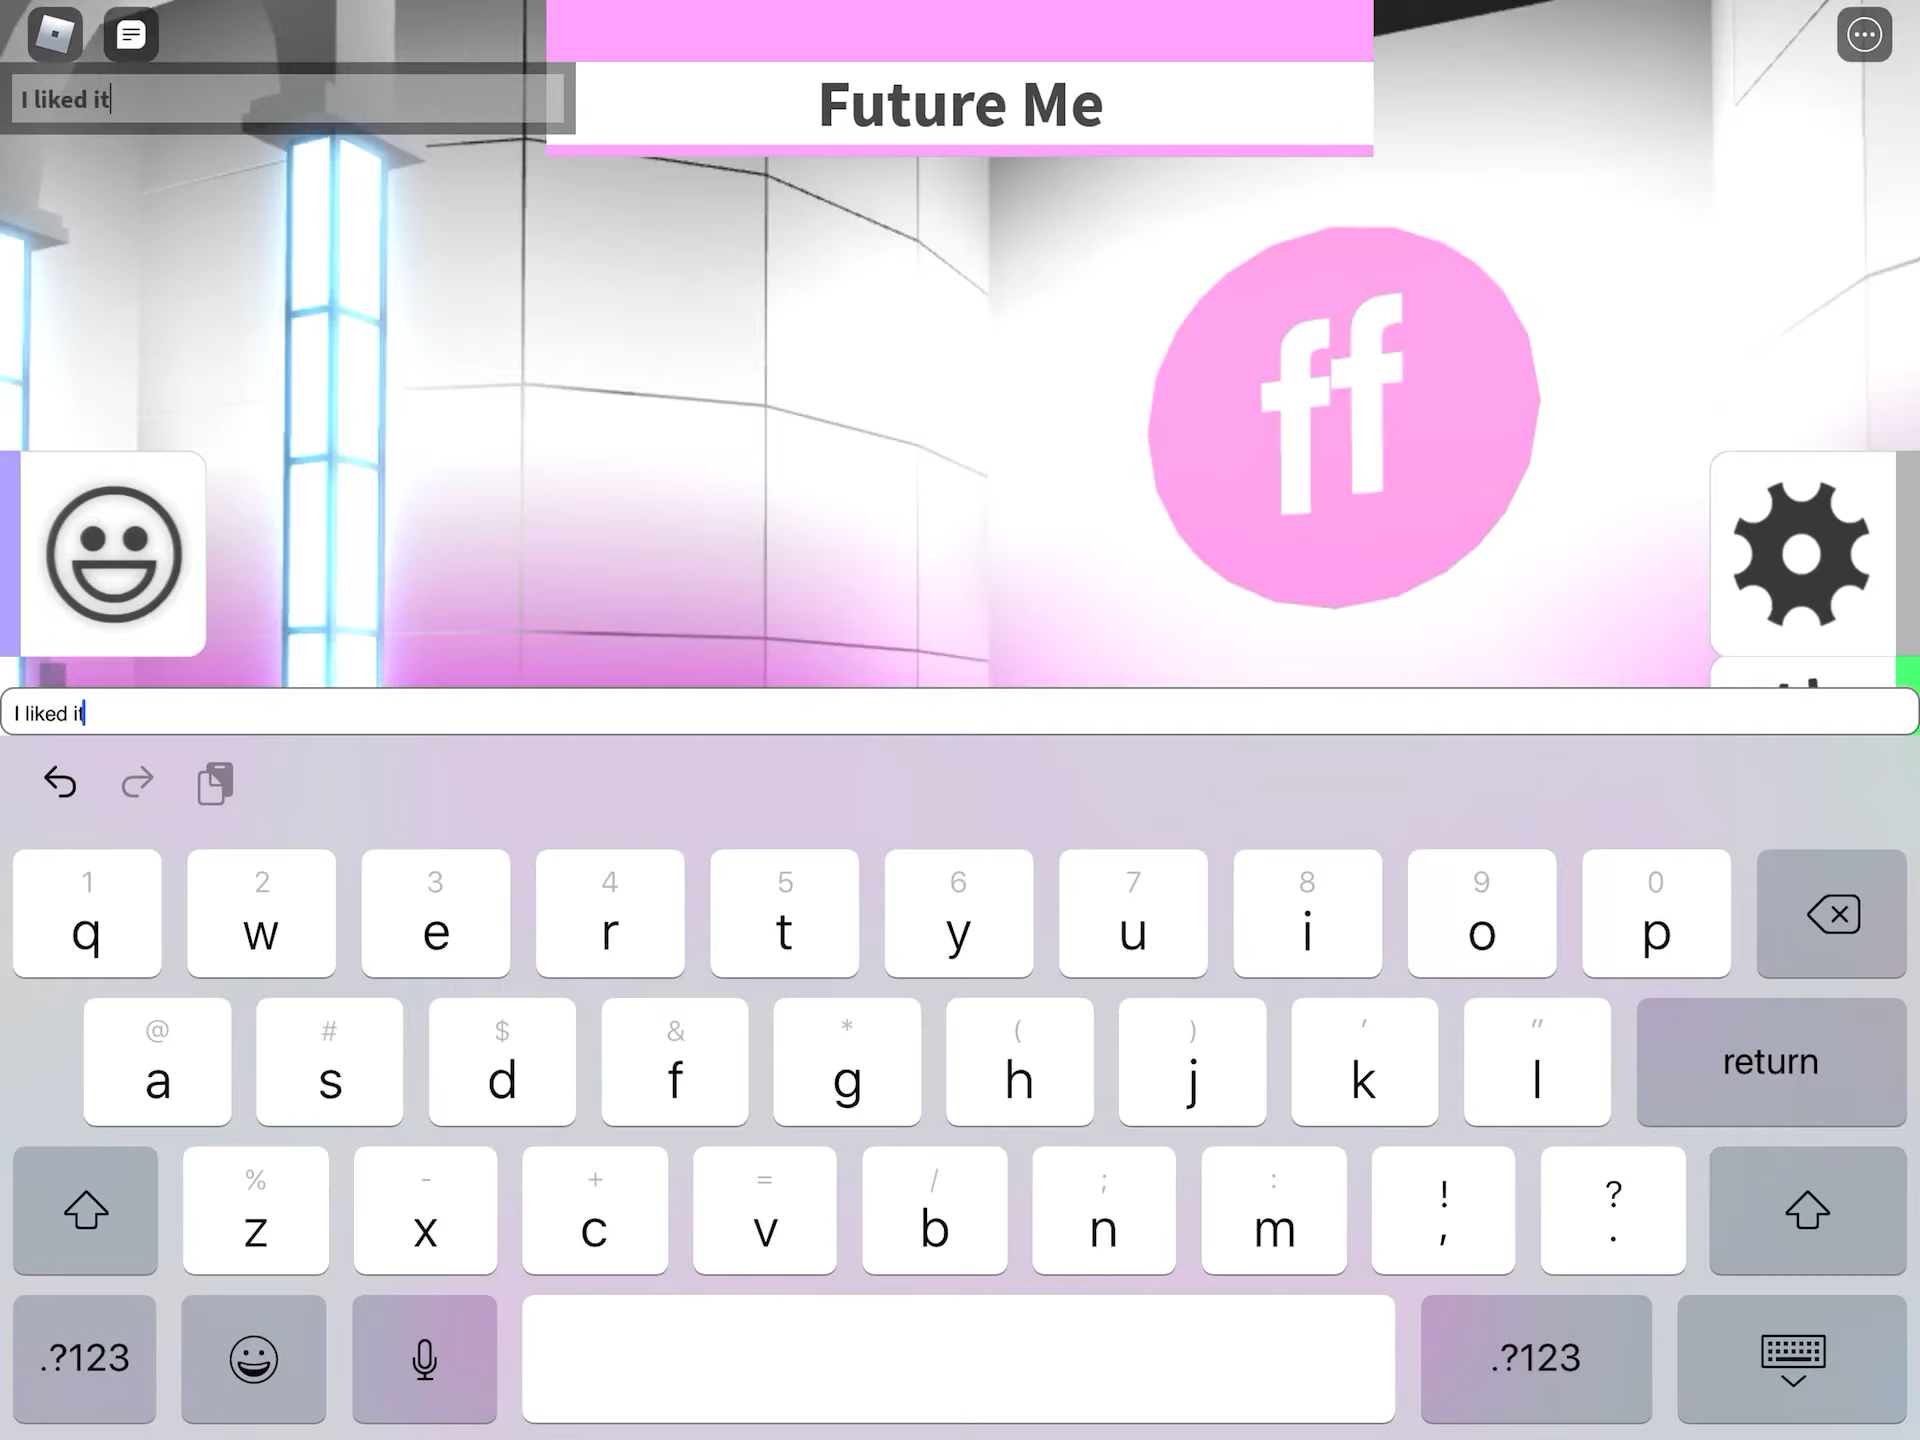 I liked it
Future Me
ff
I liked it
1 2 3 4 5 6 7 8 9 0
q w e r t y u i o p
@ # $ & * ( ) ' "
a s d f g h j k l return
% - + = / ; : ! ?
z x c v b n m , .
.?123 .?123